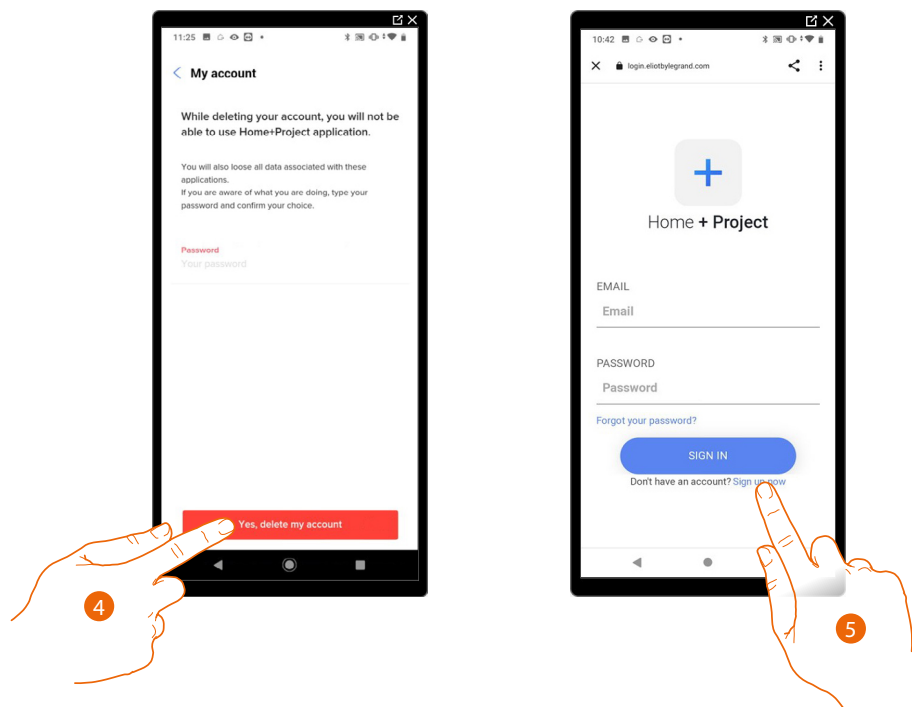 11:25
My account
While deleting your account, you will not be
able to use Home+Project application.
You will also loose all data associated with these
applications.
If you are aware of what you are doing, type your
password and confirm your choice.
Password
Your password
Yes, delete my account
4
10:42
login.eliotbylegrand.com
Home + Project
EMAIL
Email
PASSWORD
Password
Forgot your password?
SIGN IN
Don't have an account? Sign up now
5